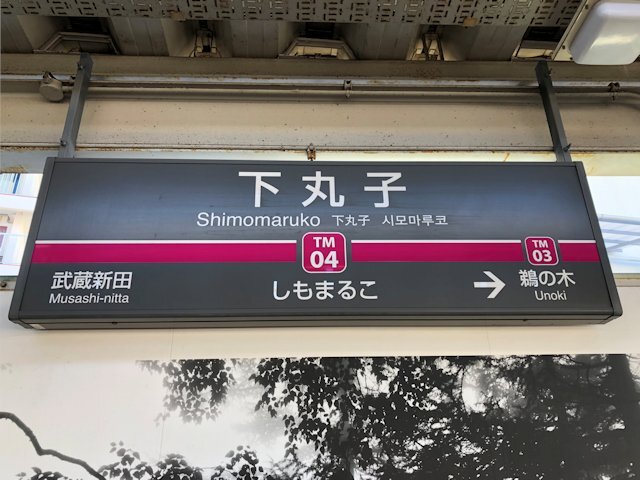 下丸子
Shimomaruko 下丸子 시모마루코
TM
04
TM
03
武蔵新田
Musashi-nitta
しもまるこ
→ 鵜の木
Unoki